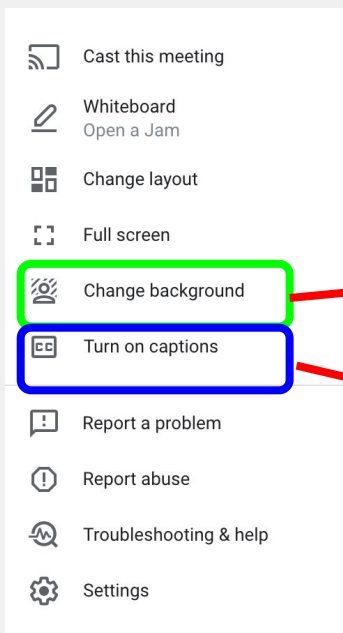 Cast this meeting
Whiteboard
Open a Jam
Change layout
Full screen
Change background
CC Turn on captions
Report a problem
Report abuse
Troubleshooting & help
Settings